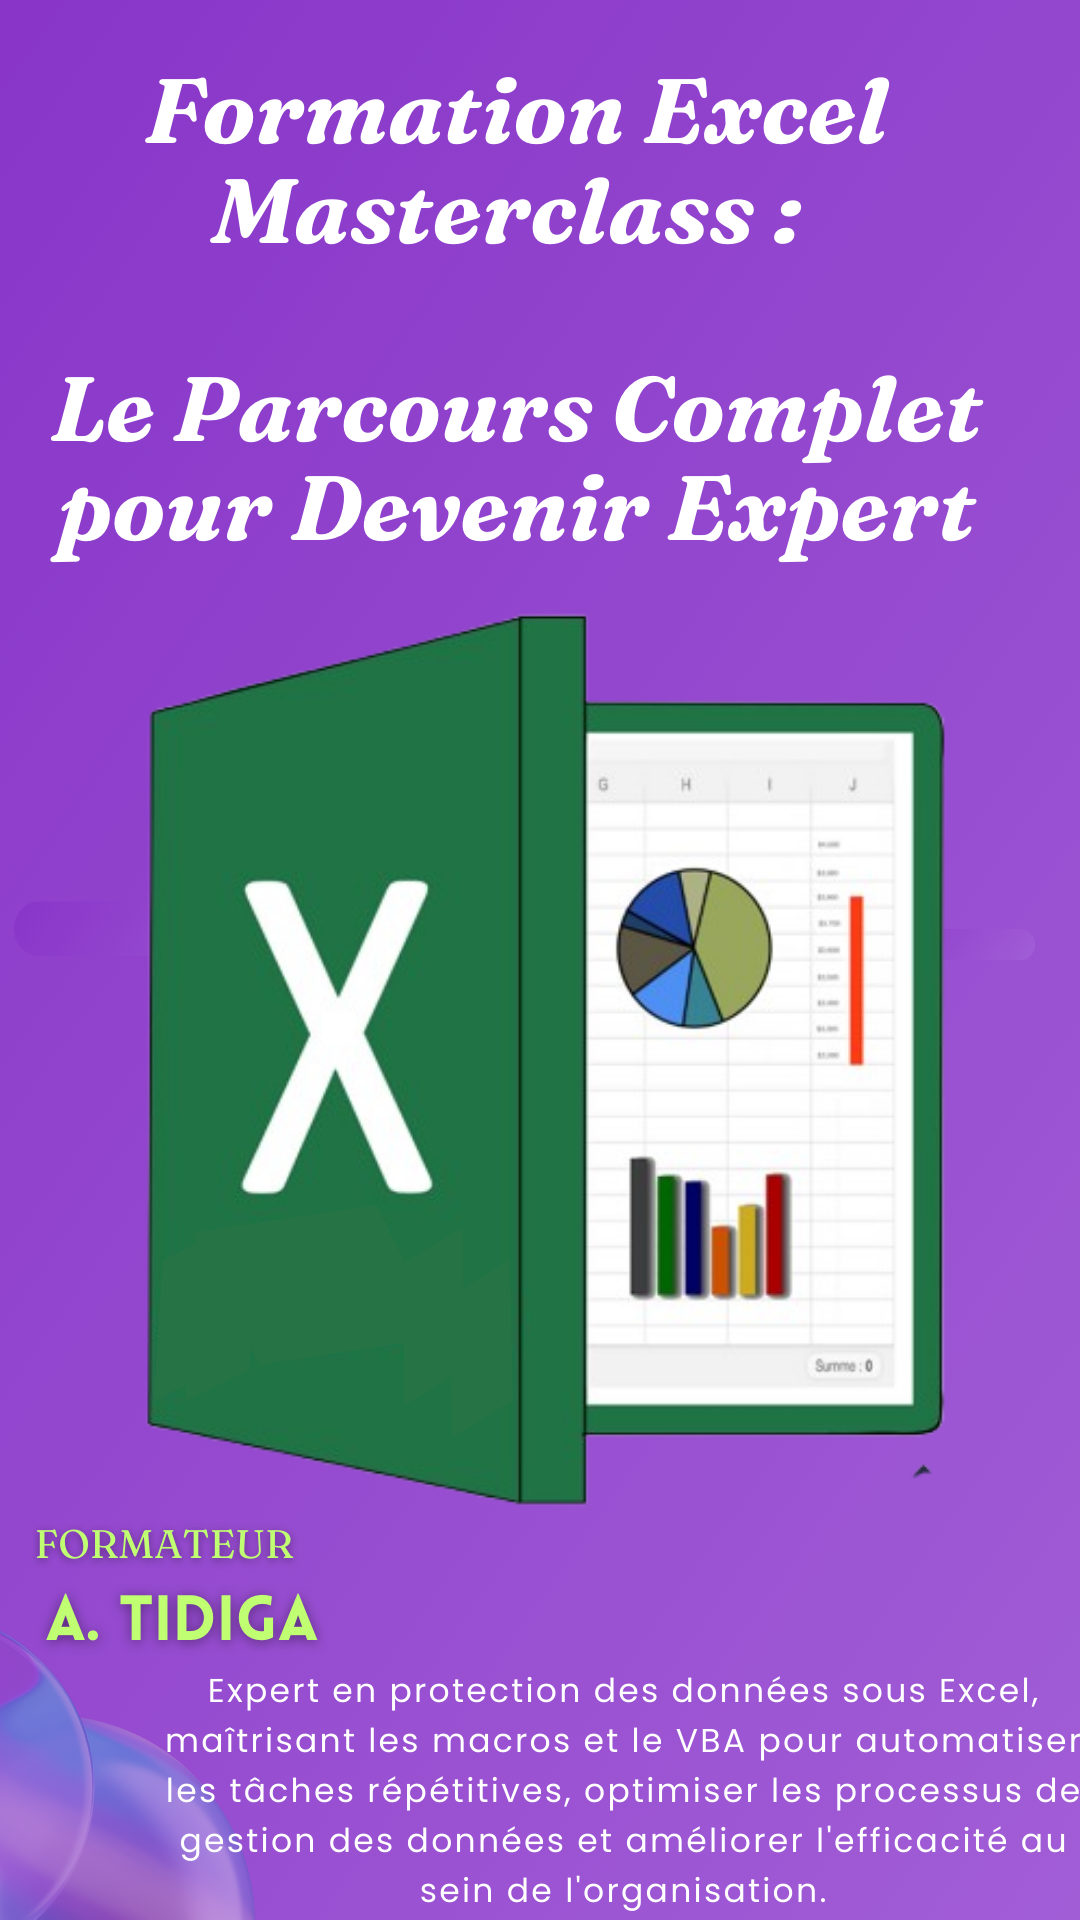 Formation Excel
Masterclass :
Le Parcours Complet
pour Devenir Expert
G H I J
X
Summe : 0
FORMATEUR
A. TIDIGA
Expert en protection des données sous Excel,
maîtrisant les macros et le VBA pour automatiser
les tâches répétitives, optimiser les processus de
gestion des données et améliorer l'efficacité au
sein de l'organisation.